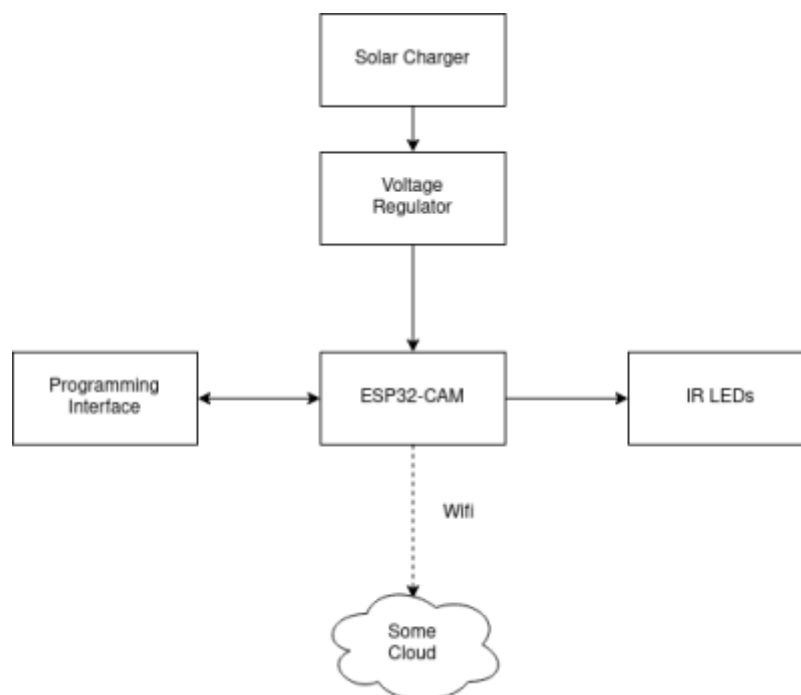 Solar Charger
Voltage
Regulator
Programming
Interface
ESP32-CAM
IR LEDs
Wifi
Some
Cloud